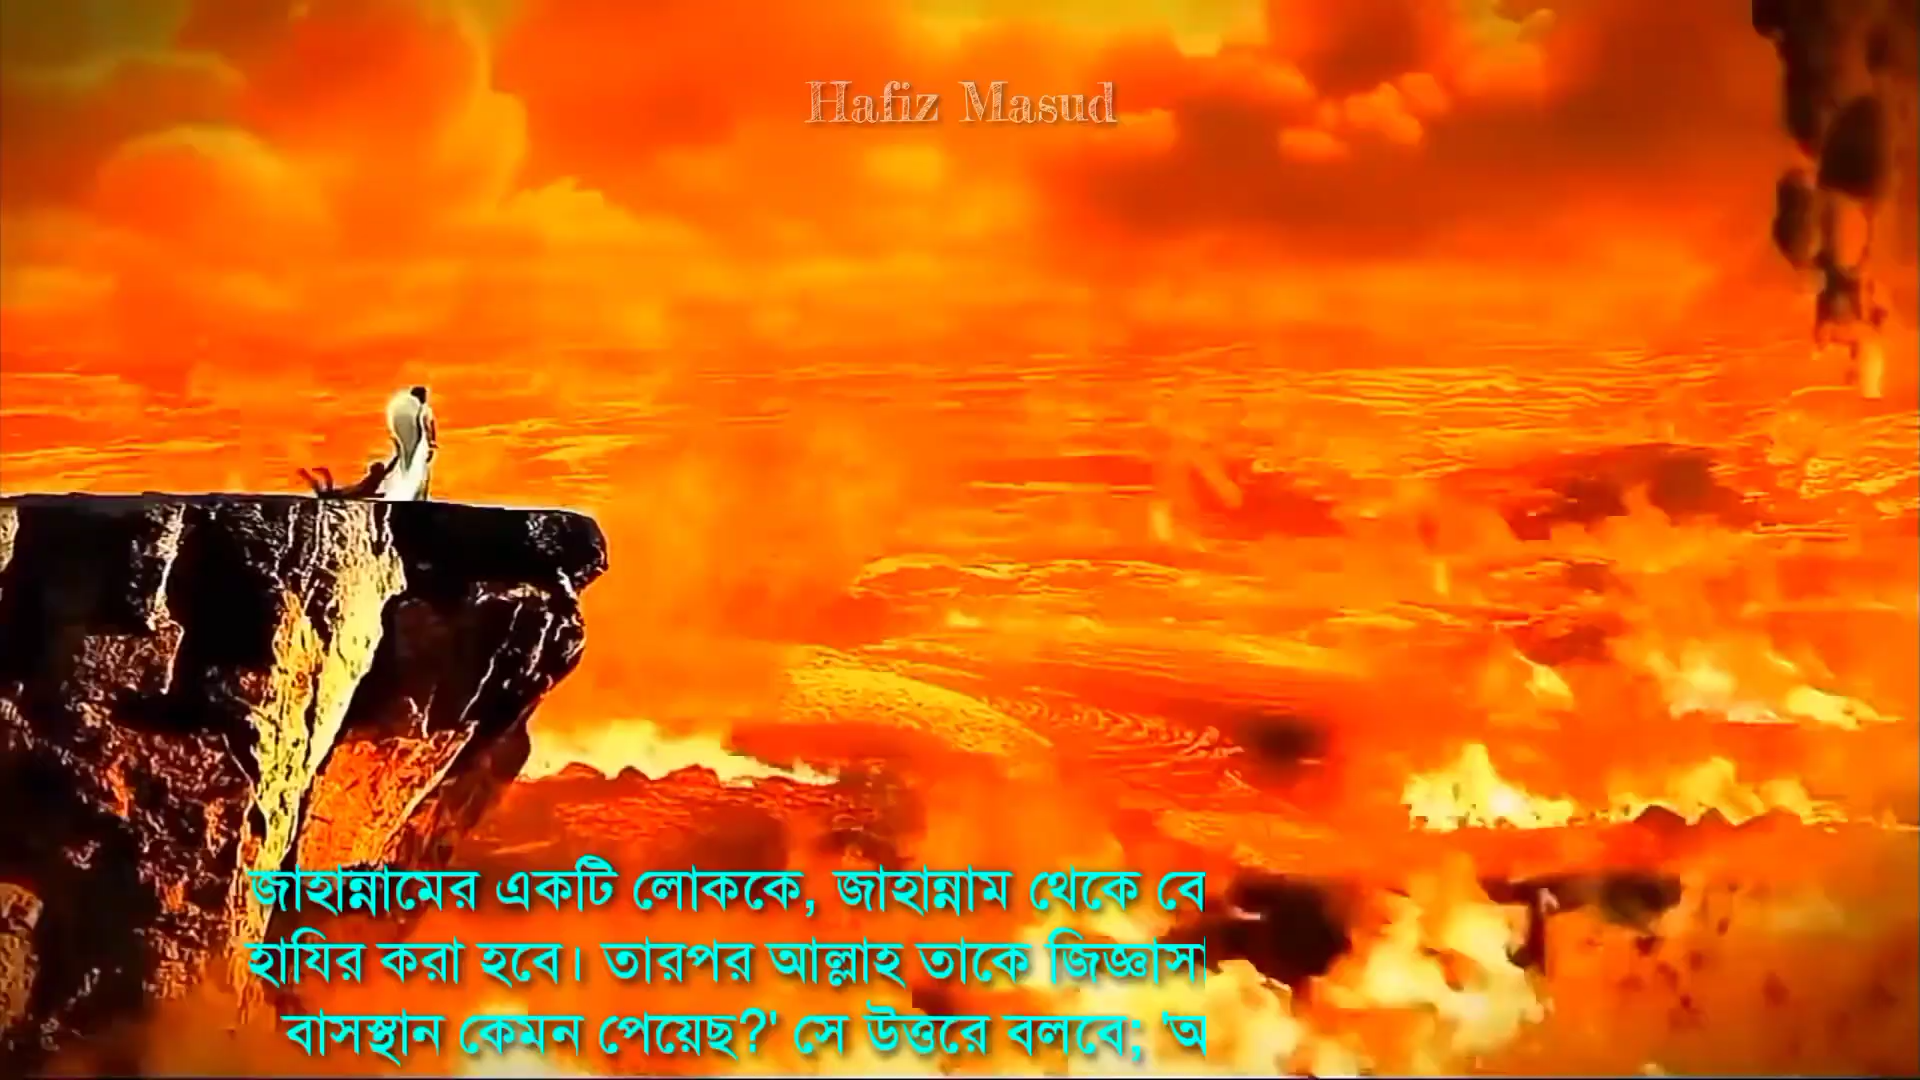 Hafiz Masud
জাহান্নামের একটি লোককে, জাহান্নাম থেকে বে
হাযির করা হবে। তারপর আল্লাহ তাকে জিজ্ঞাসা
বাসস্থান কেমন পেয়েছ?' সে উত্তরে বলবে; 'অ